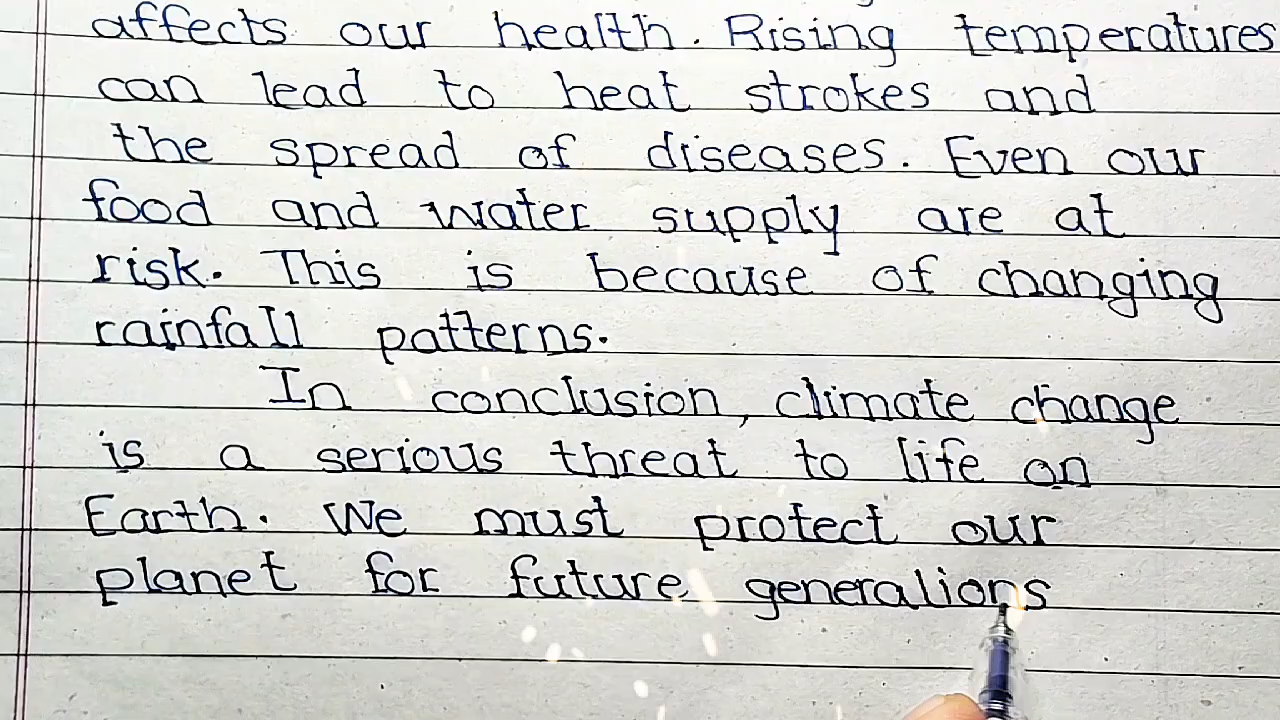 affects our health. Rising temperatures
can lead to heat strokes and
the spread of diseases. Even our
food and water supply are at
risk. This is because of changing
rainfall patterns.
In conclusion, climate change
is a serious threat to life on
Earth. We must protect our
planet for future generalions